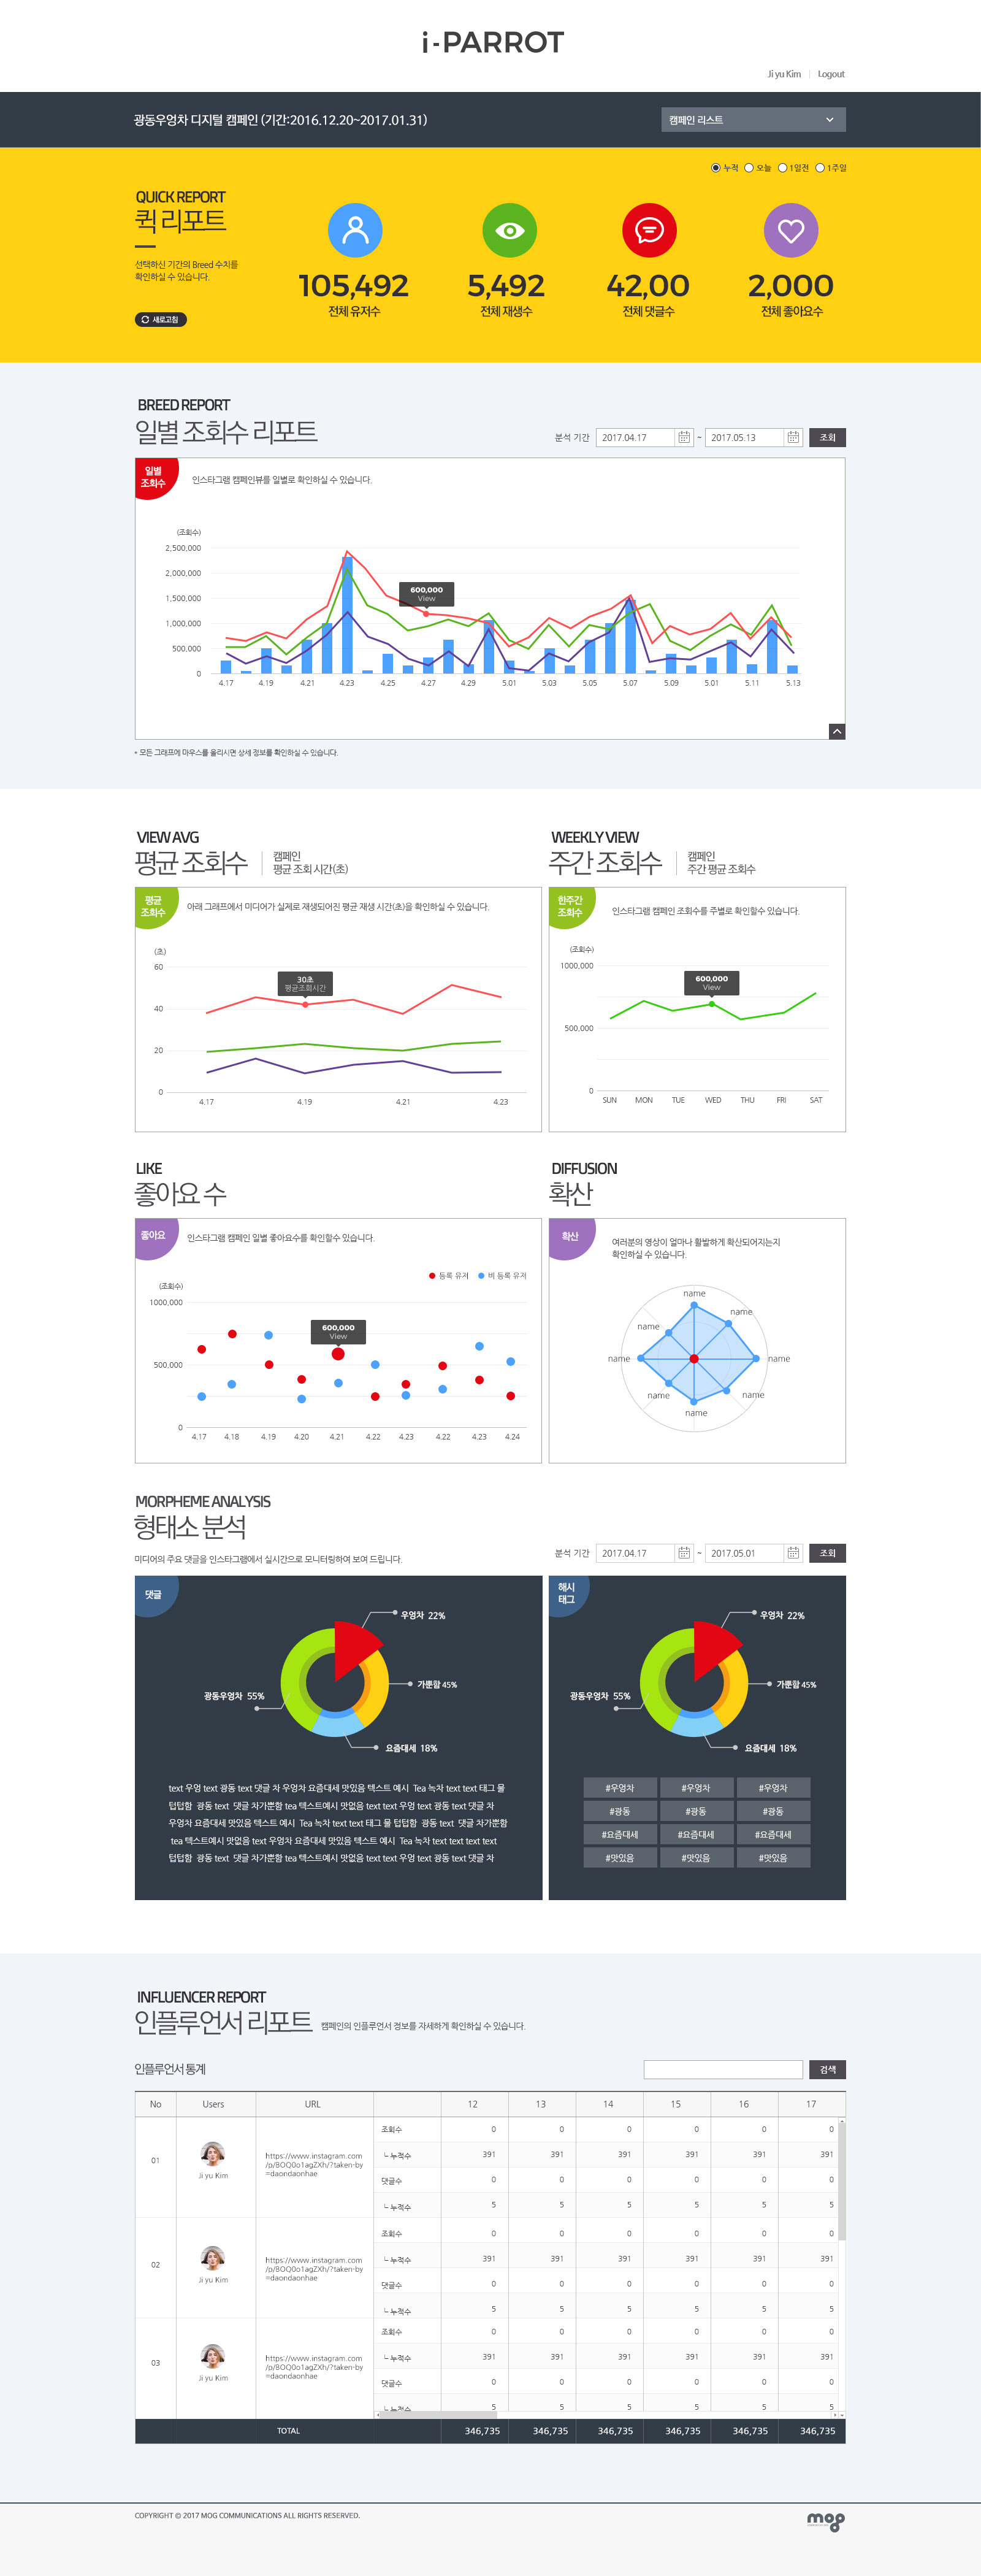 i-PARROT
Ji yu Kim
Logout
광동우엉차 디지털 캠페인 (기간:2016.12.20~2017.01.31)
캠페인 리스트
누적 오늘 1일전 1주일
QUICK REPORT
퀵 리포트
선택하신 기간의 Breed 수치를
확인하실 수 있습니다.
새로고침
105,492
전체 유저수
5,492
전체 재생수
42,00
전체 댓글수
2,000
전체 좋아요수
BREED REPORT
일별 조회수 리포트
분석 기간 2017.04.17 ~ 2017.05.13 조회
일별
조회수
인스타그램 캠페인뷰를 일별로 확인하실 수 있습니다.
(조회수)
2,500,000
2,000,000
1,500,000
1,000,000
500,000
0
600,000
View
4.17 4.19 4.21 4.23 4.25 4.27 4.29 5.01 5.03 5.05 5.07 5.09 5.01 5.11 5.13
* 모든 그래프에 마우스를 올리시면 상세 정보를 확인하실 수 있습니다.
VIEW AVG
평균 조회수
캠페인
평균 조회 시간(초)
평균
조회수
아래 그래프에서 미디어가 실제로 재생되어진 평균 재생 시간(초)을 확인하실 수 있습니다.
(초)
60
40
20
0
30초
평균조회시간
4.17 4.19 4.21 4.23
WEEKLY VIEW
주간 조회수
캠페인
주간 평균 조회수
한주간
조회수
인스타그램 캠페인 조회수를 주별로 확인할수 있습니다.
(조회수)
1000,000
500,000
0
600,000
View
SUN MON TUE WED THU FRI SAT
LIKE
좋아요 수
좋아요
인스타그램 캠페인 일별 좋아요수를 확인할수 있습니다.
등록 유저 비 등록 유저
(조회수)
1000,000
500,000
0
600,000
View
4.17 4.18 4.19 4.20 4.21 4.22 4.23 4.22 4.23 4.24
DIFFUSION
확산
확산
여러분의 영상이 얼마나 활발하게 확산되어지는지
확인하실 수 있습니다.
name
name
name
name
name
name
name
name
MORPHEME ANALYSIS
형태소 분석
미디어의 주요 댓글을 인스타그램에서 실시간으로 모니터링하여 보여 드립니다.
분석 기간 2017.04.17 ~ 2017.05.01 조회
댓글
우엉차 22%
가뿐함 45%
광동우엉차 55%
요즘대세 18%
text 우엉 text 광동 text 댓글 차 우엉차 요즘대세 맛있음 텍스트 예시 Tea 녹차 text text 태그 물
텁텁함 광동 text 댓글 차가뿐함 tea 텍스트예시 맛없음 text text 우엉 text 광동 text 댓글 차
우엉차 요즘대세 맛있음 텍스트 예시 Tea 녹차 text text 태그 물 텁텁함 광동 text 댓글 차가뿐함
tea 텍스트예시 맛없음 text 우엉차 요즘대세 맛있음 텍스트 예시 Tea 녹차 text text text text
텁텁함 광동 text 댓글 차가뿐함 tea 텍스트예시 맛없음 text text 우엉 text 광동 text 댓글 차
해시
태그
우엉차 22%
가뿐함 45%
광동우엉차 55%
요즘대세 18%
#우엉차 #우엉차 #우엉차
#광동 #광동 #광동
#요즘대세 #요즘대세 #요즘대세
#맛있음 #맛있음 #맛있음
INFLUENCER REPORT
인플루언서 리포트
캠페인의 인플루언서 정보를 자세하게 확인하실 수 있습니다.
인플루언서 통계
검색
No Users URL 12 13 14 15 16 17
01
Ji yu Kim
https://www.instagram.com
/p/BOQ0o1agZXh/?taken-by
=daondaonhae
조회수 0 0 0 0 0 0
└ 누적수 391 391 391 391 391 391
댓글수 0 0 0 0 0 0
└ 누적수 5 5 5 5 5 5
02
Ji yu Kim
https://www.instagram.com
/p/BOQ0o1agZXh/?taken-by
=daondaonhae
조회수 0 0 0 0 0 0
└ 누적수 391 391 391 391 391 391
댓글수 0 0 0 0 0 0
└ 누적수 5 5 5 5 5 5
03
Ji yu Kim
https://www.instagram.com
/p/BOQ0o1agZXh/?taken-by
=daondaonhae
조회수 0 0 0 0 0 0
└ 누적수 391 391 391 391 391 391
댓글수 0 0 0 0 0 0
└ 누적수 5 5 5 5 5 5
TOTAL 346,735 346,735 346,735 346,735 346,735 346,735
COPYRIGHT © 2017 MOG COMMUNICATIONS ALL RIGHTS RESERVED.
mog